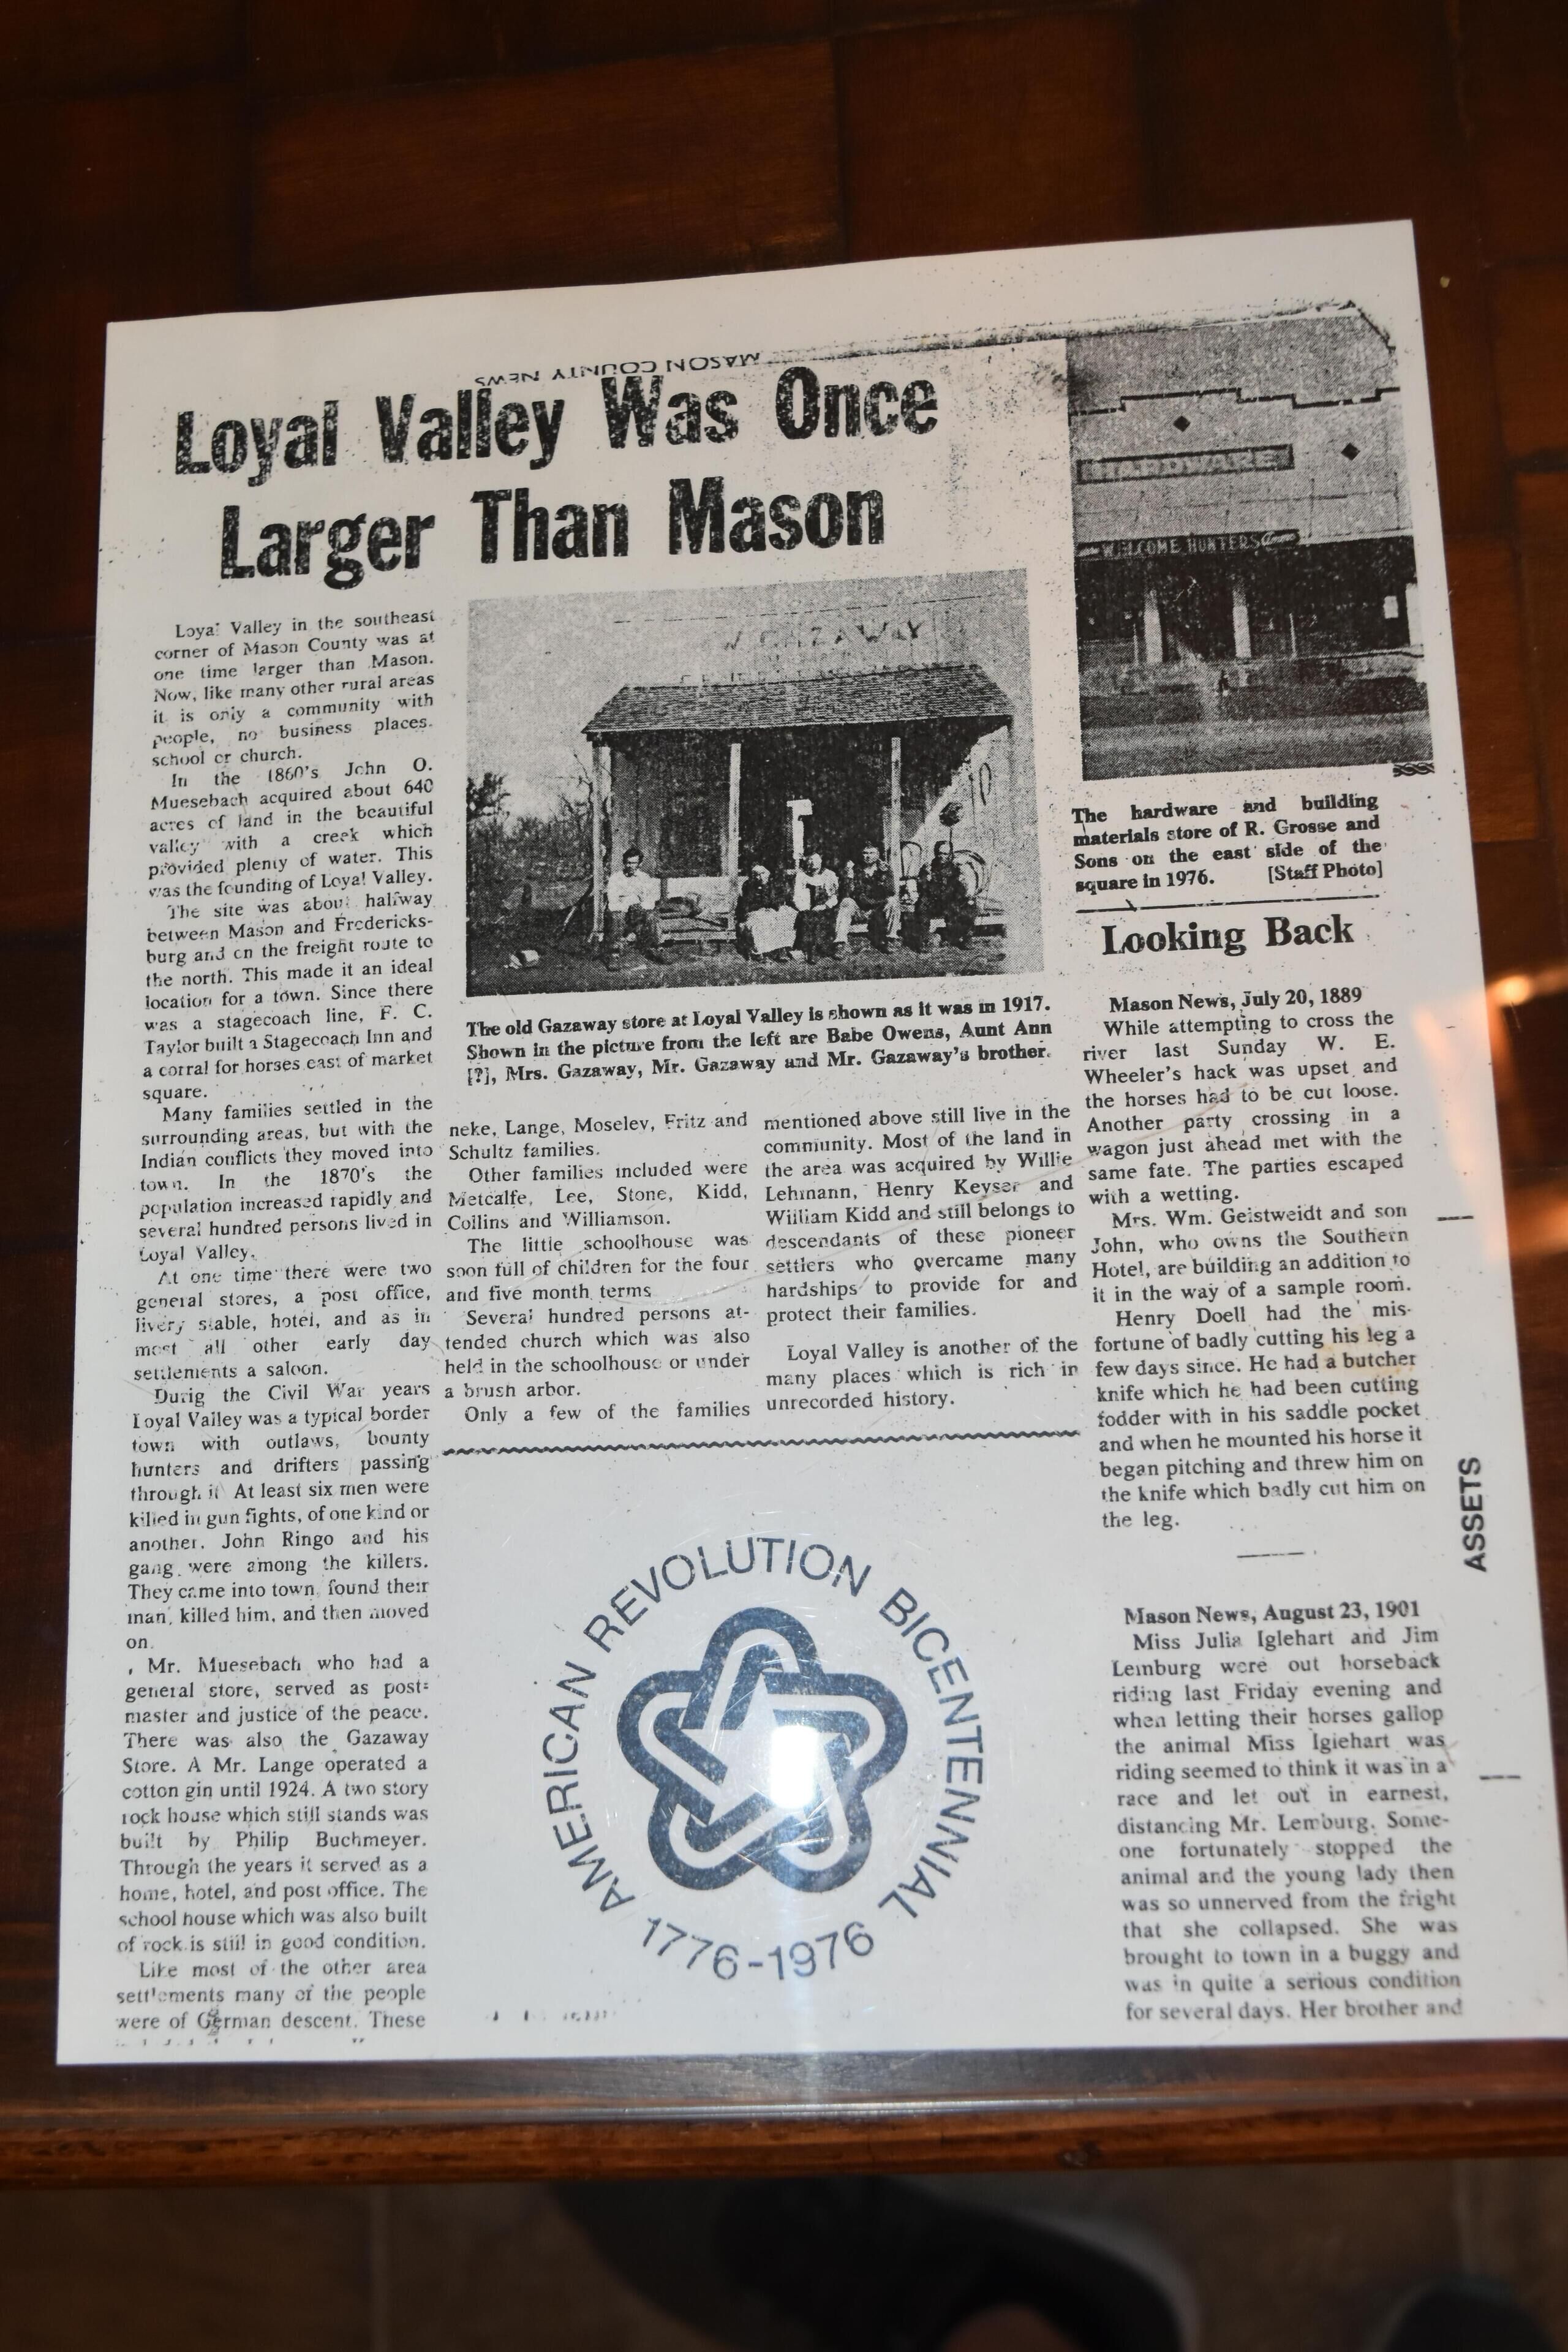 MASON COUNTY NEWS
Loyal Valley Was Once
Larger Than Mason
Loyal Valley in the southeast
corner of Mason County was at
one time larger than Mason.
Now, like many other rural areas
it is only a community with
people, no business places,
school or church.
In the 1860's John O.
Muesebach acquired about 640
acres of land in the beautiful
valley with a creek which
provided plenty of water. This
was the founding of Loyal Valley.
The site was about halfway
between Mason and Fredericks-
burg and on the freight route to
the north. This made it an ideal
location for a town. Since there
was a stagecoach line, F. C.
Taylor built a Stagecoach Inn and
a corral for horses east of market
square.
Many families settled in the
surrounding areas, but with the
Indian conflicts they moved into
town. In the 1870's the
population increased rapidly and
several hundred persons lived in
Loyal Valley.
At one time there were two
general stores, a post office,
livery stable, hotel, and as in
most all other early day
settlements a saloon.
Durig the Civil War years
Loyal Valley was a typical border
town with outlaws, bounty
hunters and drifters passing
through it. At least six men were
killed in gun fights, of one kind or
another. John Ringo and his
gang were among the killers.
They came into town, found their
man, killed him, and then moved
on.
Mr. Muesebach who had a
general store, served as post-
master and justice of the peace.
There was also the Gazaway
Store. A Mr. Lange operated a
cotton gin until 1924. A two story
rock house which still stands was
built by Philip Buchmeyer.
Through the years it served as a
home, hotel, and post office. The
school house which was also built
of rock is still in good condition.
Like most of the other area
settlements many of the people
were of German descent. These
W. GAZAWAY
The old Gazaway store at Loyal Valley is shown as it was in 1917.
Shown in the picture from the left are Babe Owens, Aunt Ann
[?], Mrs. Gazaway, Mr. Gazaway and Mr. Gazaway's brother.
neke, Lange, Moseley, Fritz and
Schultz families.
Other families included were
Metcalfe, Lee, Stone, Kidd,
Collins and Williamson.
The little schoolhouse was
soon full of children for the four
and five month terms
Several hundred persons at-
tended church which was also
held in the schoolhouse or under
a brush arbor.
Only a few of the families
mentioned above still live in the
community. Most of the land in
the area was acquired by Willie
Lehmann, Henry Keyser and
William Kidd and still belongs to
descendants of these pioneer
settlers who overcame many
hardships to provide for and
protect their families.
Loyal Valley is another of the
many places which is rich in
unrecorded history.
AMERICAN REVOLUTION BICENTENNIAL
1776-1976
HARDWARE
WELCOME HUNTERS
The hardware and building
materials store of R. Grosse and
Sons on the east side of the
square in 1976. [Staff Photo]
Looking Back
Mason News, July 20, 1889
While attempting to cross the
river last Sunday W. E.
Wheeler's hack was upset and
the horses had to be cut loose.
Another party crossing in a
wagon just ahead met with the
same fate. The parties escaped
with a wetting.
Mrs. Wm. Geistweidt and son
John, who owns the Southern
Hotel, are building an addition to
it in the way of a sample room.
Henry Doell had the mis-
fortune of badly cutting his leg a
few days since. He had a butcher
knife which he had been cutting
fodder with in his saddle pocket
and when he mounted his horse it
began pitching and threw him on
the knife which badly cut him on
the leg.
Mason News, August 23, 1901
Miss Julia Iglehart and Jim
Lemburg were out horseback
riding last Friday evening and
when letting their horses gallop
the animal Miss Iglehart was
riding seemed to think it was in a
race and let out in earnest,
distancing Mr. Lemburg. Some-
one fortunately stopped the
animal and the young lady then
was so unnerved from the fright
that she collapsed. She was
brought to town in a buggy and
was in quite a serious condition
for several days. Her brother and
ASSETS